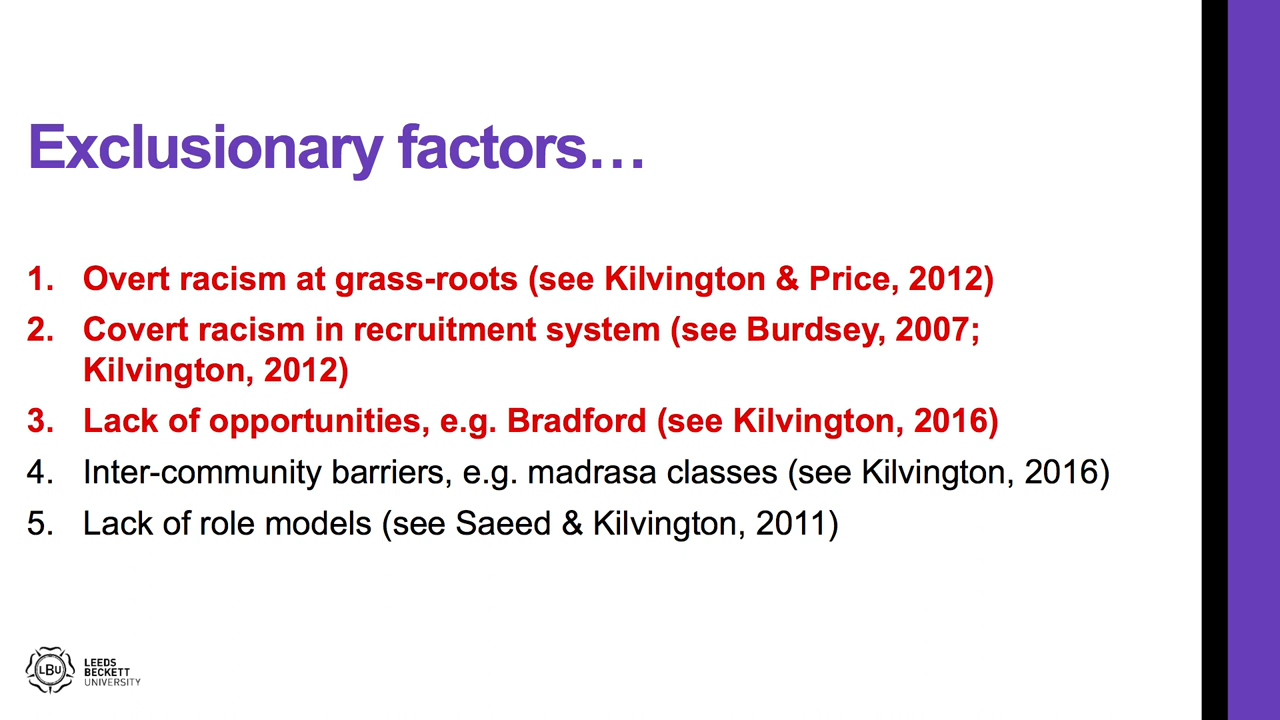 Exclusionary factors…
1. Overt racism at grass-roots (see Kilvington & Price, 2012)
2. Covert racism in recruitment system (see Burdsey, 2007;
Kilvington, 2012)
3. Lack of opportunities, e.g. Bradford (see Kilvington, 2016)
4. Inter-community barriers, e.g. madrasa classes (see Kilvington, 2016)
5. Lack of role models (see Saeed & Kilvington, 2011)
LBU
LEEDS
BECKETT
UNIVERSITY